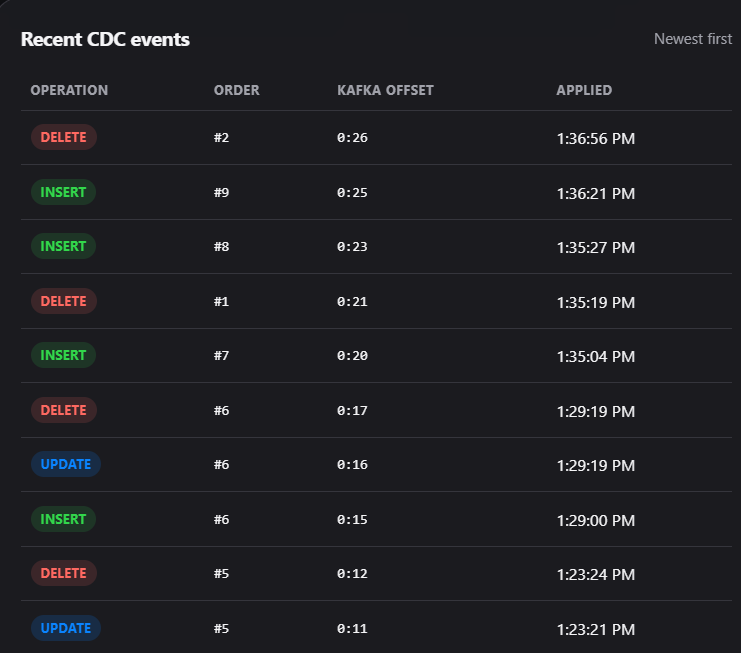 Recent CDC events Newest first
OPERATION ORDER KAFKA OFFSET APPLIED
DELETE #2 0:26 1:36:56 PM
INSERT #9 0:25 1:36:21 PM
INSERT #8 0:23 1:35:27 PM
DELETE #1 0:21 1:35:19 PM
INSERT #7 0:20 1:35:04 PM
DELETE #6 0:17 1:29:19 PM
UPDATE #6 0:16 1:29:19 PM
INSERT #6 0:15 1:29:00 PM
DELETE #5 0:12 1:23:24 PM
UPDATE #5 0:11 1:23:21 PM